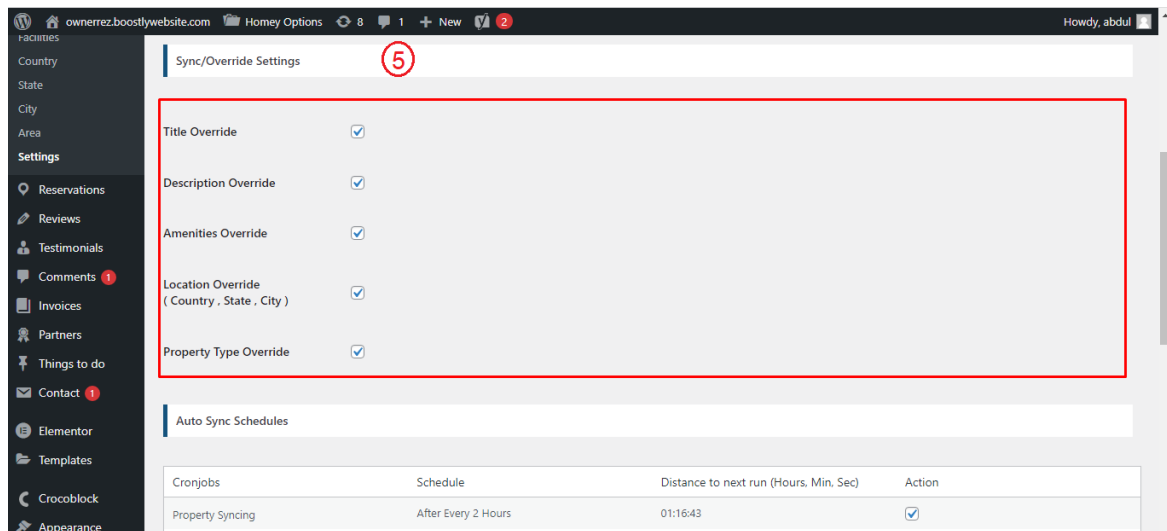 ownerrez.boostlywebsite.com Homey Options 8 1 New 2 Howdy, abdul
Facilities
Country
State
City
Area
Settings
Reservations
Reviews
Testimonials
Comments 1
Invoices
Partners
Things to do
Contact 1
Elementor
Templates
Crocoblock
Appearance
Sync/Override Settings 5
Title Override
Description Override
Amenities Override
Location Override
( Country , State , City )
Property Type Override
Auto Sync Schedules
Cronjobs Schedule Distance to next run (Hours, Min, Sec) Action
Property Syncing After Every 2 Hours 01:16:43